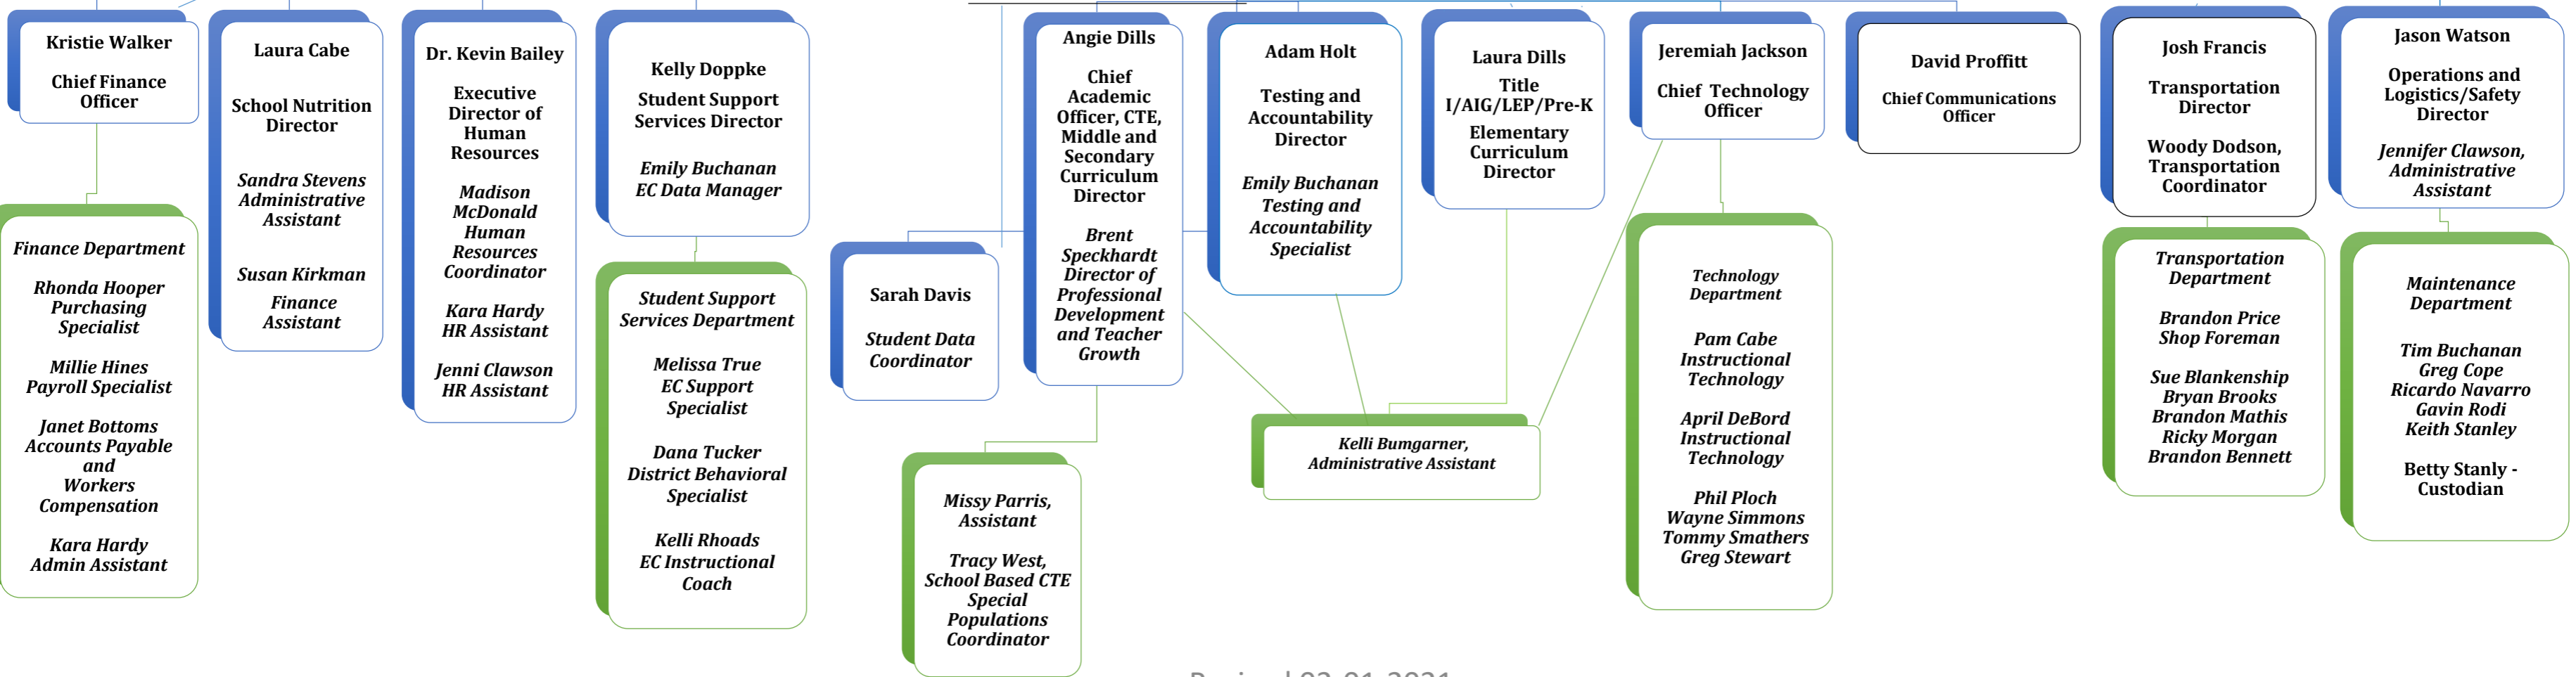 Kristie Walker
Chief Finance
Officer
Laura Cabe
School Nutrition
Director
Sandra Stevens
Administrative
Assistant
Susan Kirkman
Finance
Assistant
Dr. Kevin Bailey
Executive
Director of
Human
Resources
Madison
McDonald
Human
Resources
Coordinator
Kara Hardy
HR Assistant
Jenni Clawson
HR Assistant
Kelly Doppke
Student Support
Services Director
Emily Buchanan
EC Data Manager
Angie Dills
Chief
Academic
Officer, CTE,
Middle and
Secondary
Curriculum
Director
Brent
Speckhardt
Director of
Professional
Development
and Teacher
Growth
Adam Holt
Testing and
Accountability
Director
Emily Buchanan
Testing and
Accountability
Specialist
Laura Dills
Title
I/AIG/LEP/Pre-K
Elementary
Curriculum
Director
Jeremiah Jackson
Chief Technology
Officer
David Proffitt
Chief Communications
Officer
Josh Francis
Transportation
Director
Woody Dodson,
Transportation
Coordinator
Jason Watson
Operations and
Logistics/Safety
Director
Jennifer Clawson,
Administrative
Assistant
Finance Department
Rhonda Hooper
Purchasing
Specialist
Millie Hines
Payroll Specialist
Janet Bottoms
Accounts Payable
and
Workers
Compensation
Kara Hardy
Admin Assistant
Student Support
Services Department
Melissa True
EC Support
Specialist
Dana Tucker
District Behavioral
Specialist
Kelli Rhoads
EC Instructional
Coach
Sarah Davis
Student Data
Coordinator
Missy Parris,
Assistant
Tracy West,
School Based CTE
Special
Populations
Coordinator
Kelli Bumgarner,
Administrative Assistant
Technology
Department
Pam Cabe
Instructional
Technology
April DeBord
Instructional
Technology
Phil Ploch
Wayne Simmons
Tommy Smathers
Greg Stewart
Transportation
Department
Brandon Price
Shop Foreman
Sue Blankenship
Bryan Brooks
Brandon Mathis
Ricky Morgan
Brandon Bennett
Maintenance
Department
Tim Buchanan
Greg Cope
Ricardo Navarro
Gavin Rodi
Keith Stanley
Betty Stanly -
Custodian